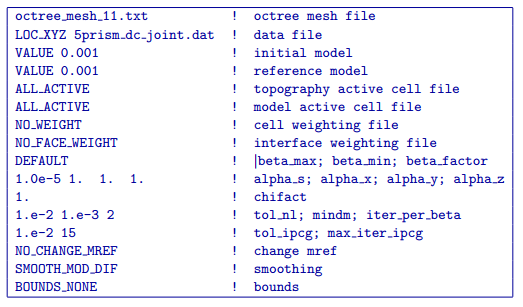 octree_mesh_11.txt ! octree mesh file
LOC_XYZ 5prism_dc_joint.dat ! data file
VALUE 0.001 ! initial model
VALUE 0.001 ! reference model
ALL_ACTIVE ! topography active cell file
ALL_ACTIVE ! model active cell file
NO_WEIGHT ! cell weighting file
NO_FACE_WEIGHT ! interface weighting file
DEFAULT ! |beta_max; beta_min; beta_factor
1.0e-5 1. 1. 1. ! alpha_s; alpha_x; alpha_y; alpha_z
1. ! chifact
1.e-2 1.e-3 2 ! tol_nl; mindm; iter_per_beta
1.e-2 15 ! tol_ipcg; max_iter_ipcg
NO_CHANGE_MREF ! change mref
SMOOTH_MOD_DIF ! smoothing
BOUNDS_NONE ! bounds